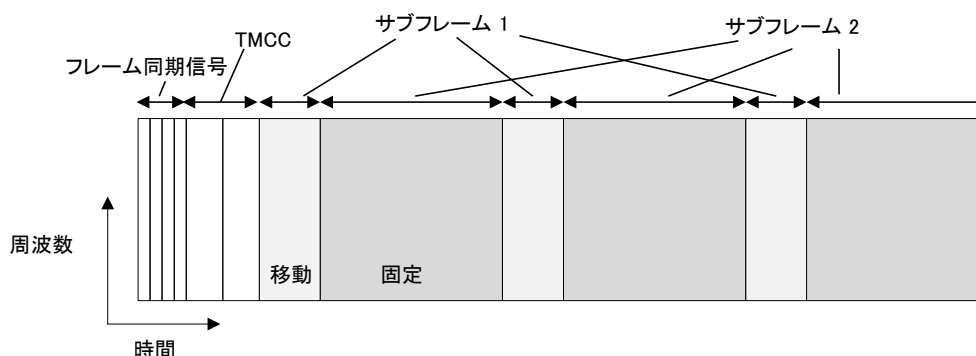 サブフレーム 1
サブフレーム 2
TMCC
フレーム同期信号
周波数
移動
固定
時間